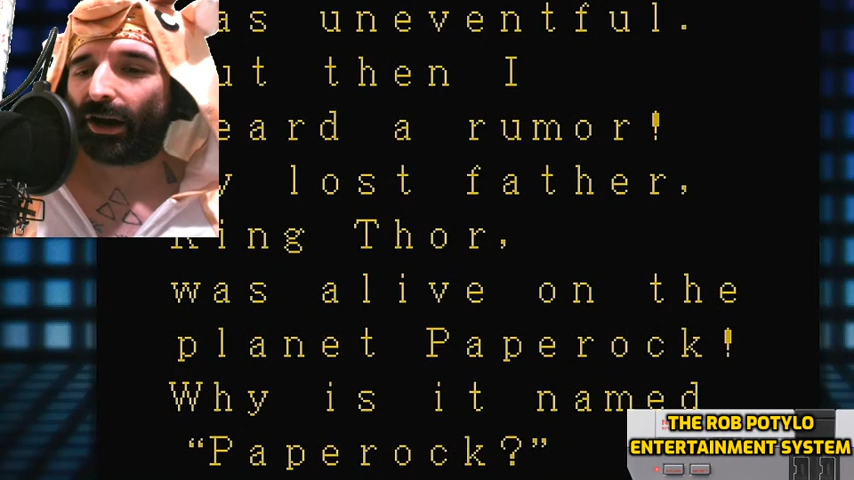 as uneventful.
ut then I
eard a rumor!
y lost father,
King Thor,
was alive on the
planet Paperock!
Why is it named
“Paperock?”
THE ROB POTYLO
ENTERTAINMENT SYSTEM